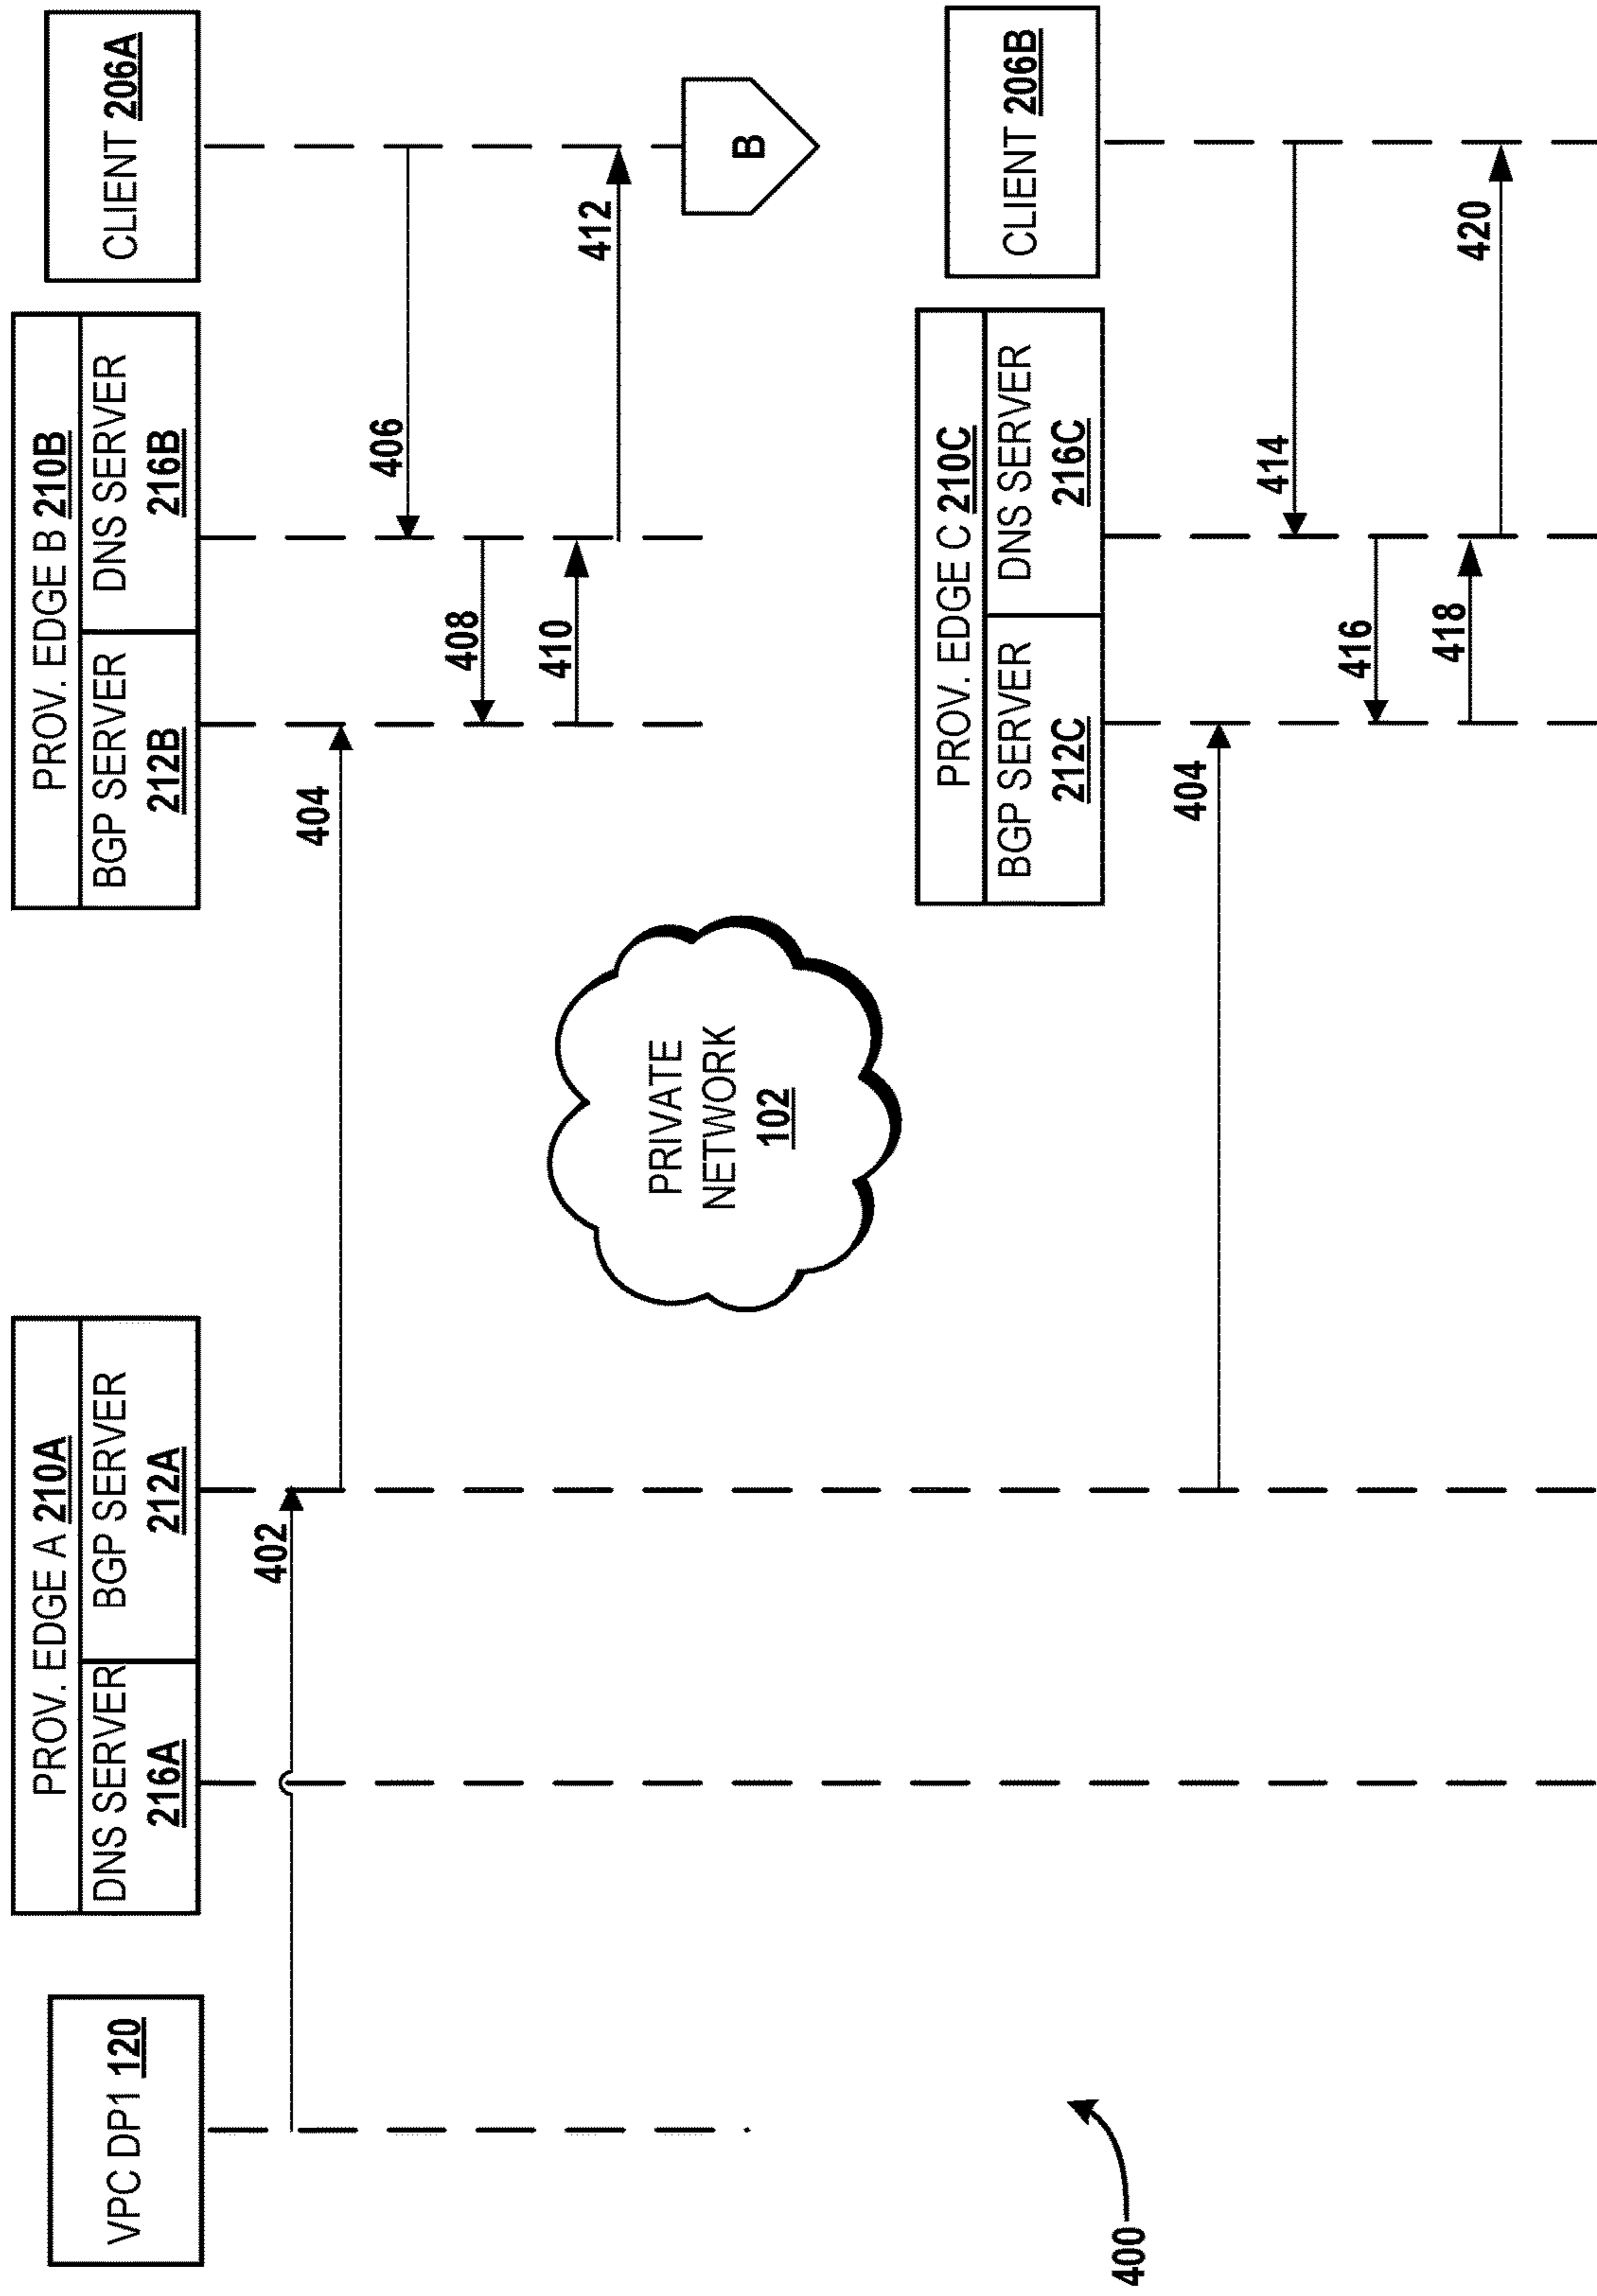 VPC DP1 120
PROV. EDGE A 210A
DNS SERVER
216A
BGP SERVER
212A
PROV. EDGE B 210B
BGP SERVER
212B
DNS SERVER
216B
CLIENT 206A
402
404
406
408
410
412
B
PRIVATE
NETWORK
102
PROV. EDGE C 210C
BGP SERVER
212C
DNS SERVER
216C
CLIENT 206B
404
414
416
418
420
400